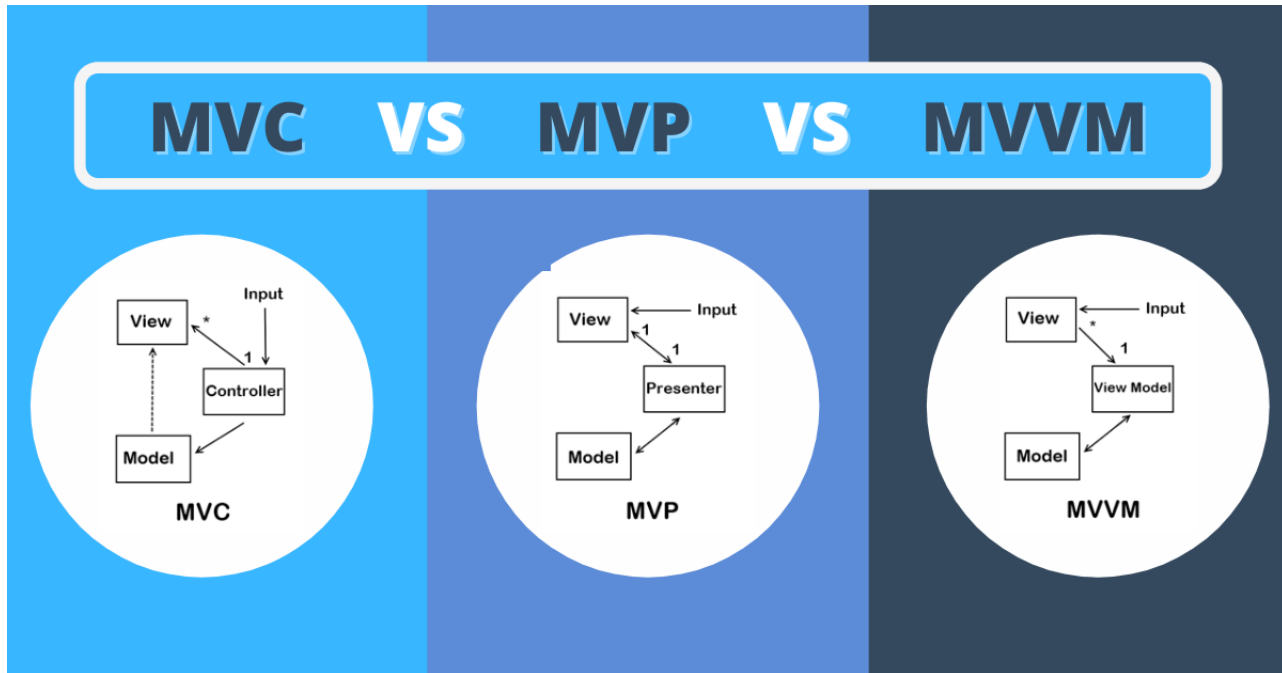 MVC VS MVP VS MVVM
Input
View
*
1
Controller
Model
MVC
View
Input
1
1
Presenter
Model
MVP
View
Input
*
1
View Model
Model
MVVM